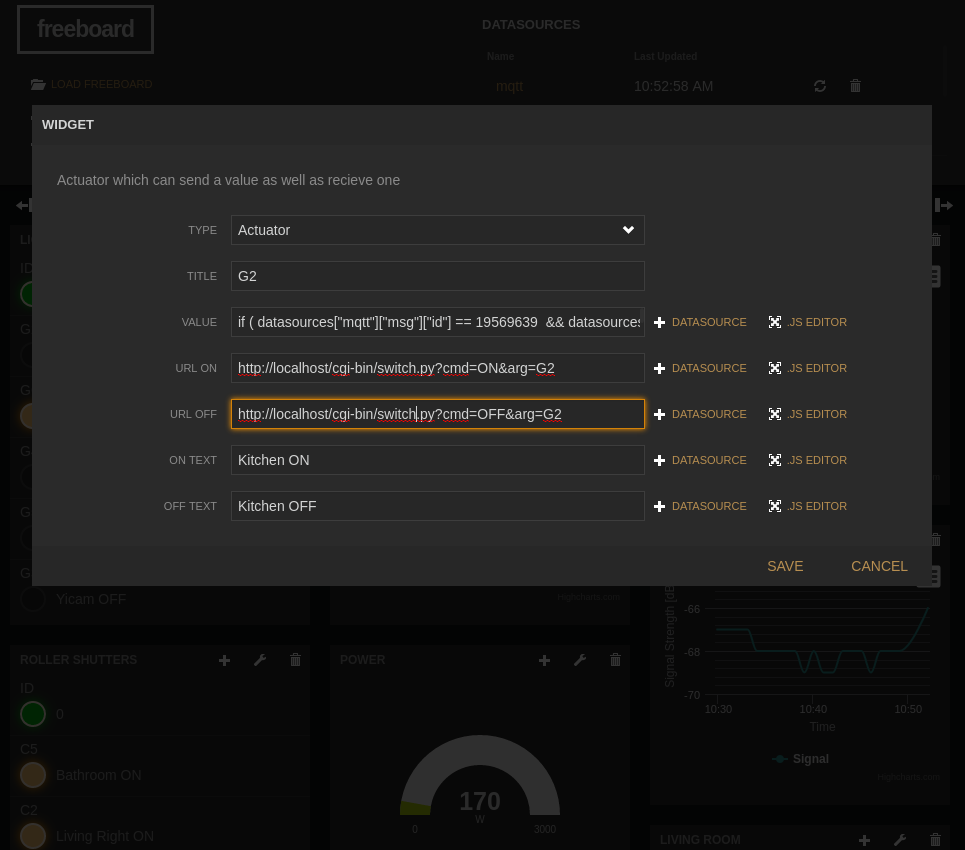 freeboard
DATASOURCES
Name Last Updated
LOAD FREEBOARD
mqtt 10:52:58 AM
WIDGET
Actuator which can send a value as well as recieve one
TYPE Actuator
TITLE G2
VALUE if ( datasources["mqtt"]["msg"]["id"] == 19569639 && datasources DATASOURCE .JS EDITOR
URL ON http://localhost/cgi-bin/switch.py?cmd=ON&arg=G2 DATASOURCE .JS EDITOR
URL OFF http://localhost/cgi-bin/switch.py?cmd=OFF&arg=G2 DATASOURCE .JS EDITOR
ON TEXT Kitchen ON DATASOURCE .JS EDITOR
OFF TEXT Kitchen OFF DATASOURCE .JS EDITOR
SAVE CANCEL
Yicam OFF
Highcharts.com
ROLLER SHUTTERS
ID
0
C5
Bathroom ON
C2
Living Right ON
POWER
170
W
0 3000
Signal Strength [dB
-66
-68
-70
10:30 10:40 10:50
Time
Signal
Highcharts.com
LIVING ROOM